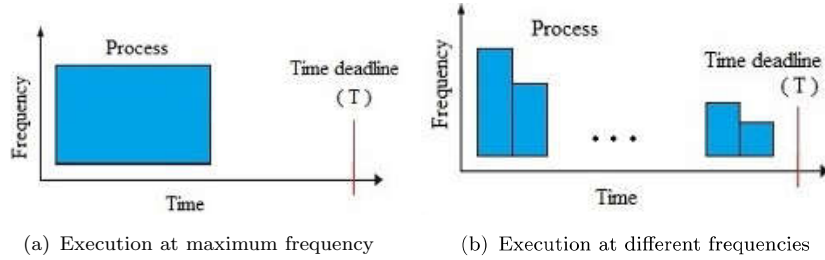 Process
Time deadline
(T)
Frequency
Time
(a) Execution at maximum frequency
Process
Time deadline
(T)
Frequency
Time
(b) Execution at different frequencies